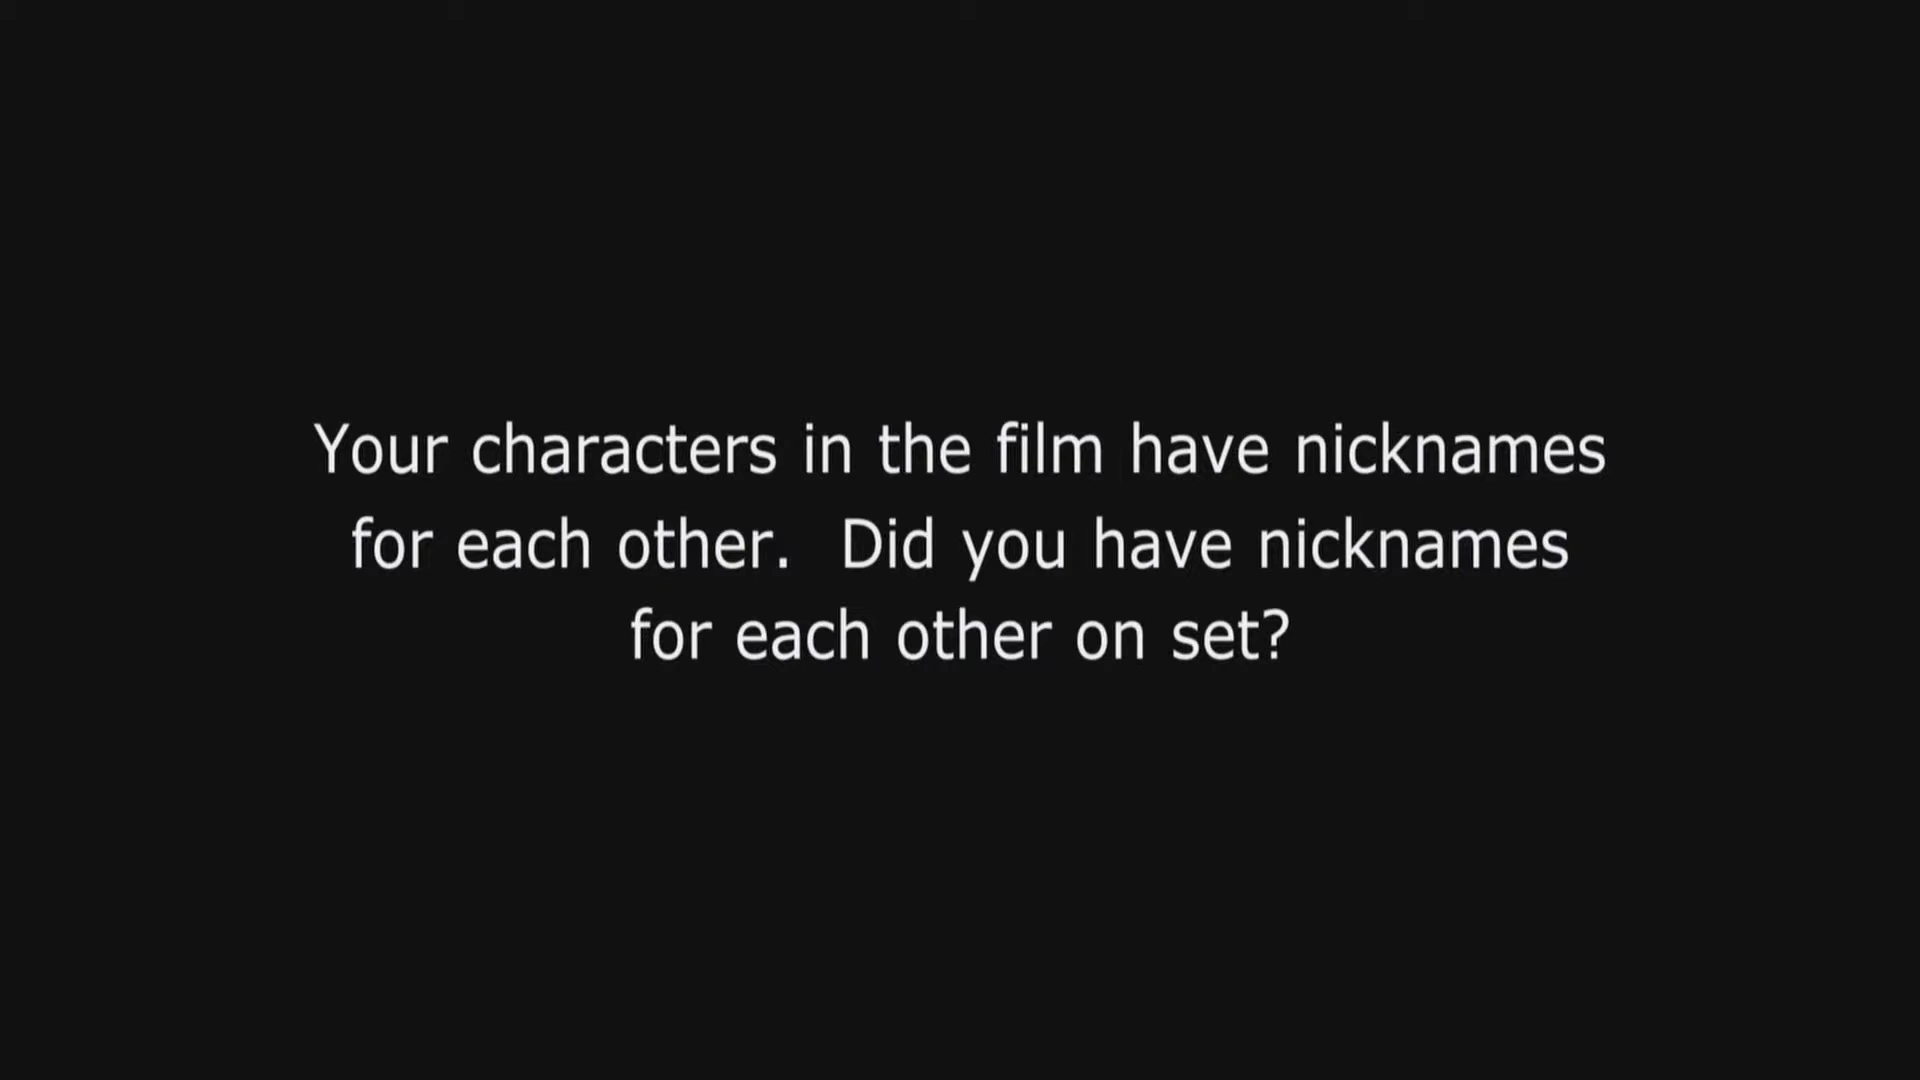 Your characters in the film have nicknames
for each other.  Did you have nicknames
for each other on set?